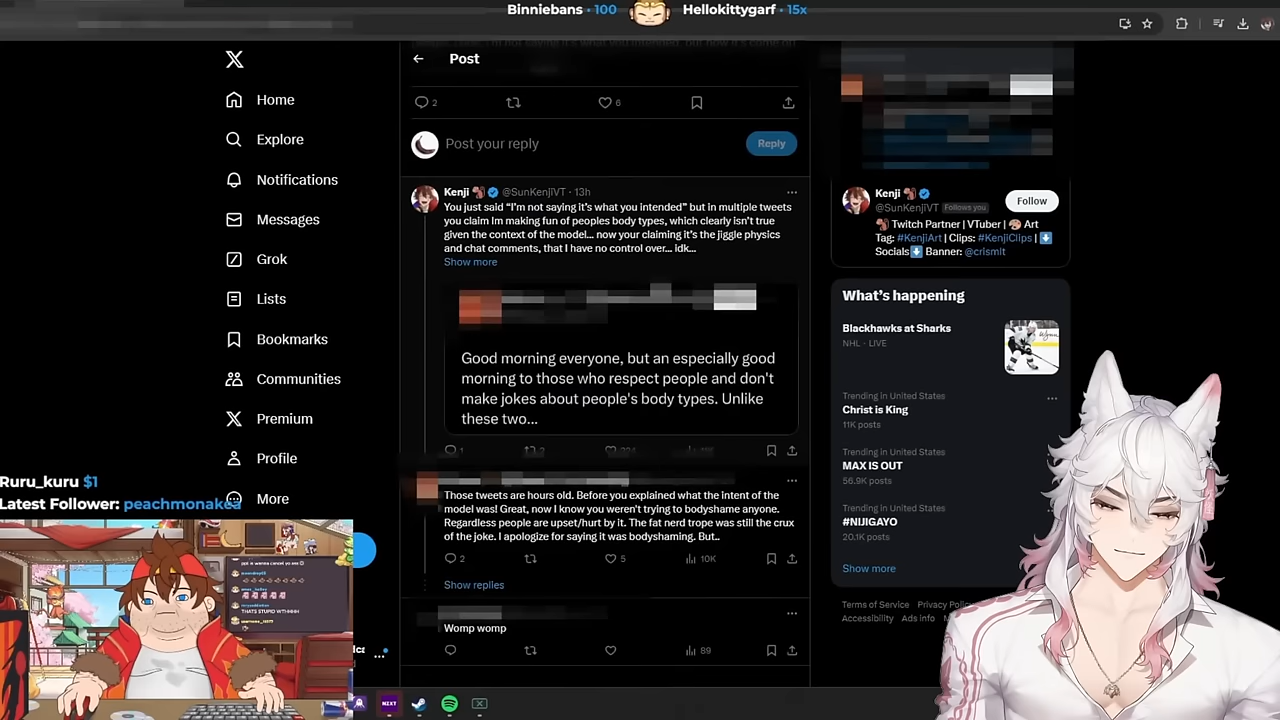 Binniebans · 100 Hellokittygarf · 15x
Home
Explore
Notifications
Messages
Grok
Lists
Bookmarks
Communities
Premium
Profile
More
Ruru_kuru $1
Latest Follower: peachmonakea
THATS STUPID WTHHHH
Post
2
6
Post your reply
Reply
Kenji @SunKenjiVT · 13h
You just said “I'm not saying it's what you intended” but in multiple tweets
you claim Im making fun of peoples body types, which clearly isn't true
given the context of the model... now your claiming it's the jiggle physics
and chat comments, that I have no control over... idk...
Show more
Good morning everyone, but an especially good
morning to those who respect people and don't
make jokes about people's body types. Unlike
these two...
Those tweets are hours old. Before you explained what the intent of the
model was! Great, now I know you weren't trying to bodyshame anyone.
Regardless people are upset/hurt by it. The fat nerd trope was still the crux
of the joke. I apologize for saying it was bodyshaming. But..
2
5
10K
Show replies
Womp womp
89
Kenji
@SunKenjiVT Follows you
Follow
Twitch Partner | VTuber | Art
Tag: #KenjiArt | Clips: #KenjiClips |
Socials Banner: @crismit
What's happening
Blackhawks at Sharks
NHL · LIVE
Trending in United States
Christ is King
11K posts
Trending in United States
MAX IS OUT
56.9K posts
Trending in United States
#NIJIGAYO
20.1K posts
Show more
Terms of Service
Accessibility Ads info
NEXT